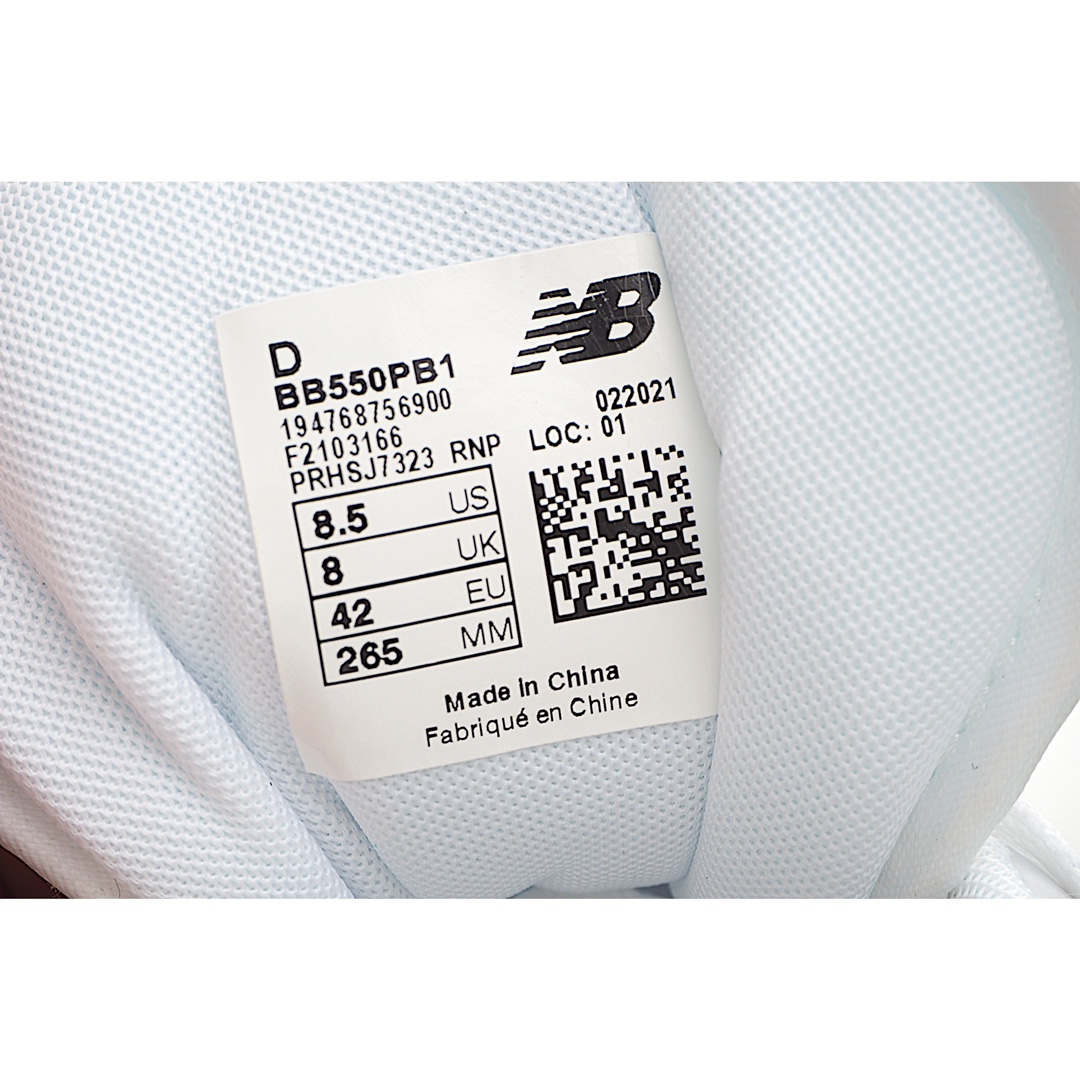 NB
D
BB550PB1
194768756900
022021
F2103166
LOC: 01
PRHSJ7323 RNP
8.5 US
8 UK
42 EU
265 MM
Made in China
Fabriqué en Chine